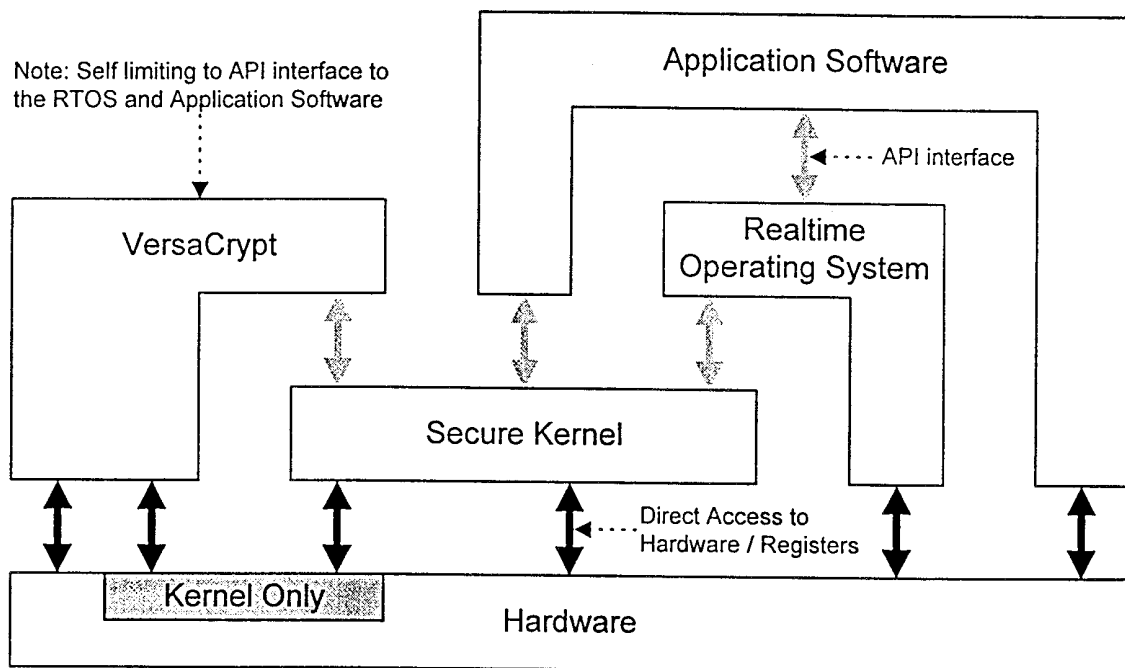 Application Software
Note: Self limiting to API interface to
the RTOS and Application Software
API interface
VersaCrypt
Realtime
Operating System
Secure Kernel
Direct Access to
Hardware / Registers
Kernel Only
Hardware